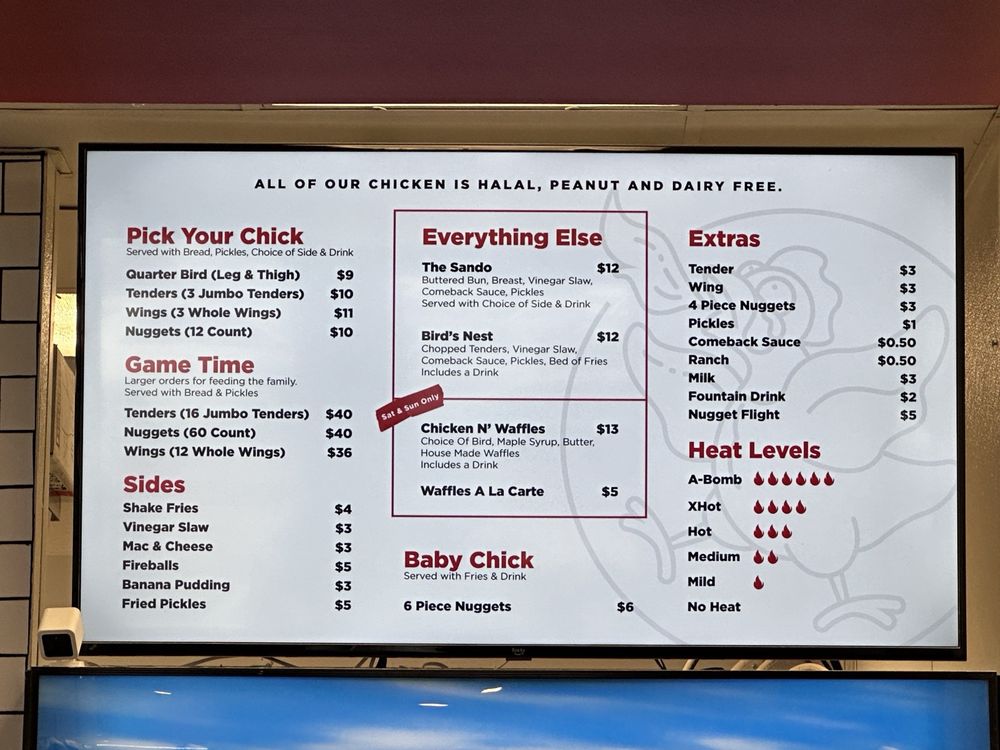 ALL OF OUR CHICKEN IS HALAL, PEANUT AND DAIRY FREE.
Pick Your Chick
Served with Bread, Pickles, Choice of Side & Drink
Quarter Bird (Leg & Thigh) $9
Tenders (3 Jumbo Tenders) $10
Wings (3 Whole Wings) $11
Nuggets (12 Count) $10
Game Time
Larger orders for feeding the family.
Served with Bread & Pickles
Tenders (16 Jumbo Tenders) $40
Nuggets (60 Count) $40
Wings (12 Whole Wings) $36
Sides
Shake Fries $4
Vinegar Slaw $3
Mac & Cheese $3
Fireballs $5
Banana Pudding $3
Fried Pickles $5
Everything Else
The Sando $12
Buttered Bun, Breast, Vinegar Slaw,
Comeback Sauce, Pickles
Served with Choice of Side & Drink
Bird's Nest $12
Chopped Tenders, Vinegar Slaw,
Comeback Sauce, Pickles, Bed of Fries
Includes a Drink
Sat & Sun Only
Chicken N' Waffles $13
Choice Of Bird, Maple Syrup, Butter,
House Made Waffles
Includes a Drink
Waffles A La Carte $5
Baby Chick
Served with Fries & Drink
6 Piece Nuggets $6
Extras
Tender $3
Wing $3
4 Piece Nuggets $3
Pickles $1
Comeback Sauce $0.50
Ranch $0.50
Milk $3
Fountain Drink $2
Nugget Flight $5
Heat Levels
A-Bomb
XHot
Hot
Medium
Mild
No Heat